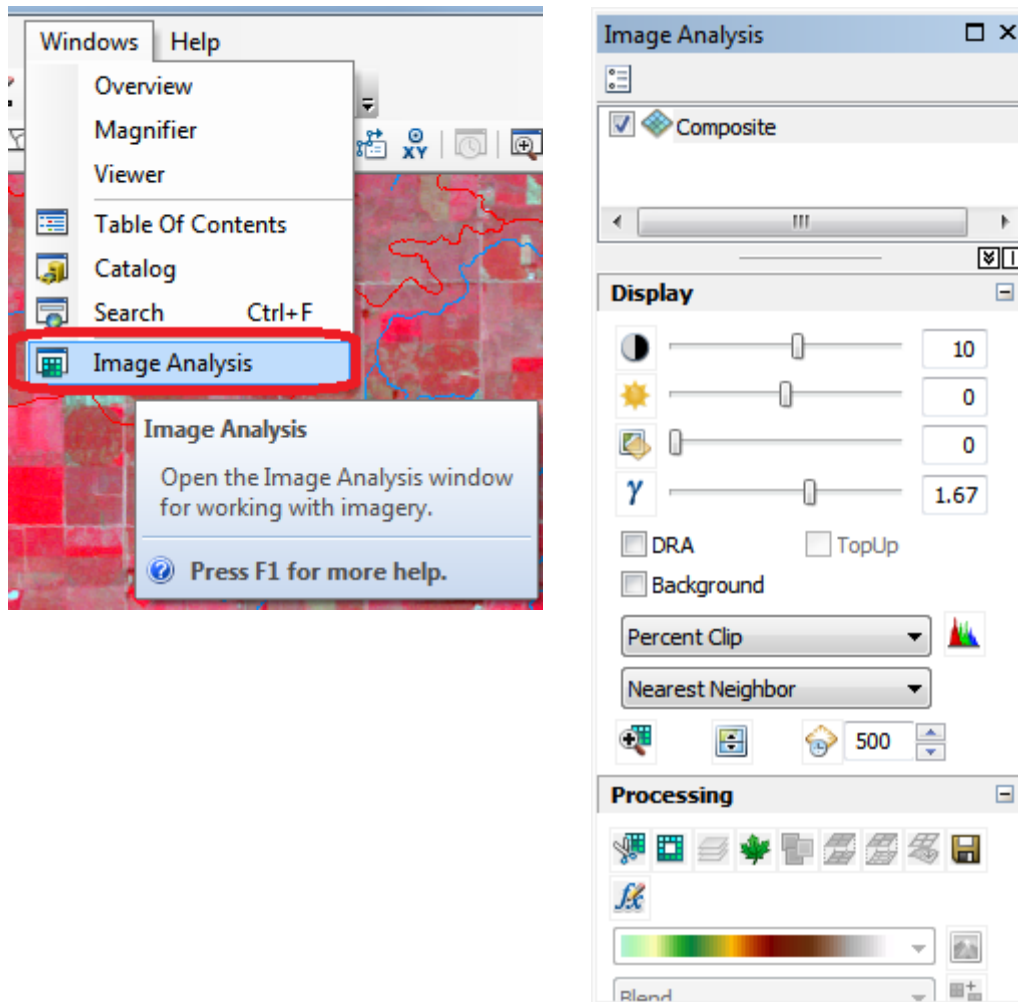 Windows Help
Overview
Magnifier
Viewer
Table Of Contents
Catalog
Search Ctrl+F
Image Analysis
Image Analysis
Open the Image Analysis window
for working with imagery.
Press F1 for more help.
XY
Image Analysis
Composite
Display
10
0
0
γ 1.67
DRA TopUp
Background
Percent Clip
Nearest Neighbor
500
Processing
fx
Blend